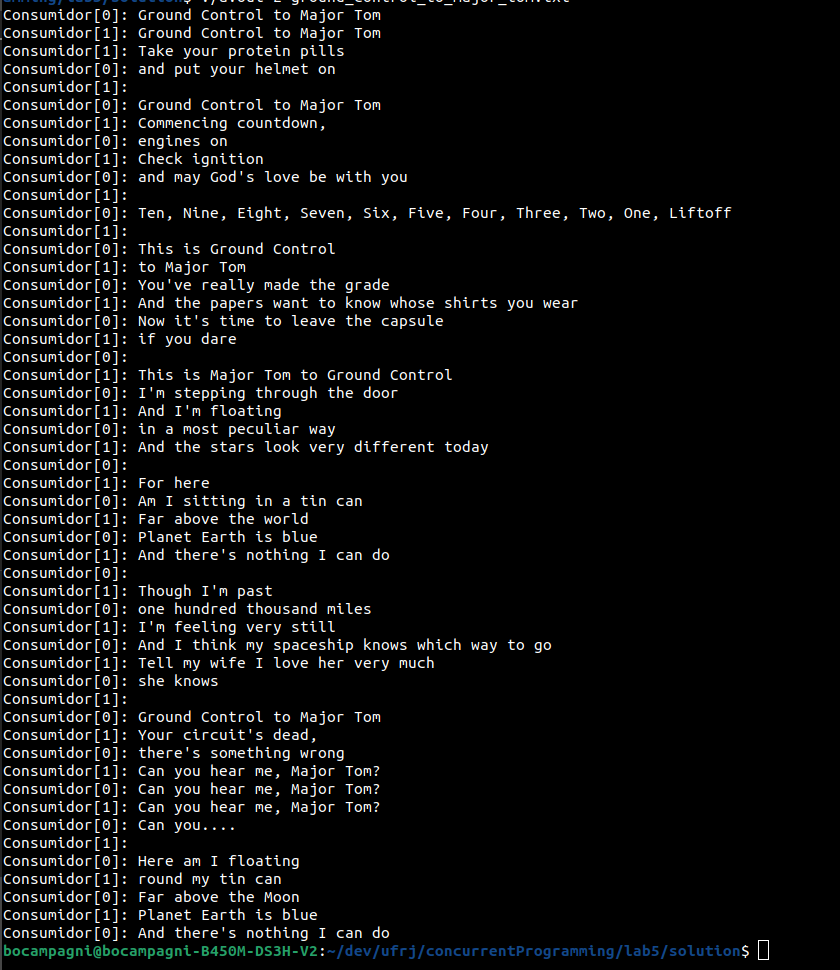 Consumidor[0]: Ground Control to Major Tom
Consumidor[1]: Ground Control to Major Tom
Consumidor[1]: Take your protein pills
Consumidor[0]: and put your helmet on
Consumidor[1]:
Consumidor[0]: Ground Control to Major Tom
Consumidor[1]: Commencing countdown,
Consumidor[0]: engines on
Consumidor[1]: Check ignition
Consumidor[0]: and may God's love be with you
Consumidor[1]:
Consumidor[0]: Ten, Nine, Eight, Seven, Six, Five, Four, Three, Two, One, Liftoff
Consumidor[1]:
Consumidor[0]: This is Ground Control
Consumidor[1]: to Major Tom
Consumidor[0]: You've really made the grade
Consumidor[1]: And the papers want to know whose shirts you wear
Consumidor[0]: Now it's time to leave the capsule
Consumidor[1]: if you dare
Consumidor[0]:
Consumidor[1]: This is Major Tom to Ground Control
Consumidor[0]: I'm stepping through the door
Consumidor[1]: And I'm floating
Consumidor[0]: in a most peculiar way
Consumidor[1]: And the stars look very different today
Consumidor[0]:
Consumidor[1]: For here
Consumidor[0]: Am I sitting in a tin can
Consumidor[1]: Far above the world
Consumidor[0]: Planet Earth is blue
Consumidor[1]: And there's nothing I can do
Consumidor[0]:
Consumidor[1]: Though I'm past
Consumidor[0]: one hundred thousand miles
Consumidor[1]: I'm feeling very still
Consumidor[0]: And I think my spaceship knows which way to go
Consumidor[1]: Tell my wife I love her very much
Consumidor[0]: she knows
Consumidor[1]:
Consumidor[0]: Ground Control to Major Tom
Consumidor[1]: Your circuit's dead,
Consumidor[0]: there's something wrong
Consumidor[1]: Can you hear me, Major Tom?
Consumidor[0]: Can you hear me, Major Tom?
Consumidor[1]: Can you hear me, Major Tom?
Consumidor[0]: Can you....
Consumidor[1]:
Consumidor[0]: Here am I floating
Consumidor[1]: round my tin can
Consumidor[0]: Far above the Moon
Consumidor[1]: Planet Earth is blue
Consumidor[0]: And there's nothing I can do
bocampagni@bocampagni-B450M-DS3H-V2:~/dev/ufrj/concurrentProgramming/lab5/solution$